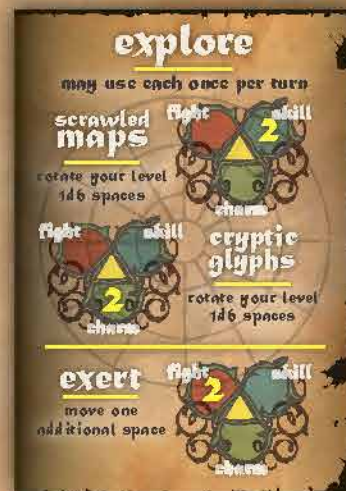 explore
may use each once per turn
scrawled
maps
rotate your level
1d6 spaces
fight skill
2
charm
fight skill
2
charm
cryptic
glyphs
rotate your level
1d6 spaces
exert
move one
additional space
fight skill
2
charm